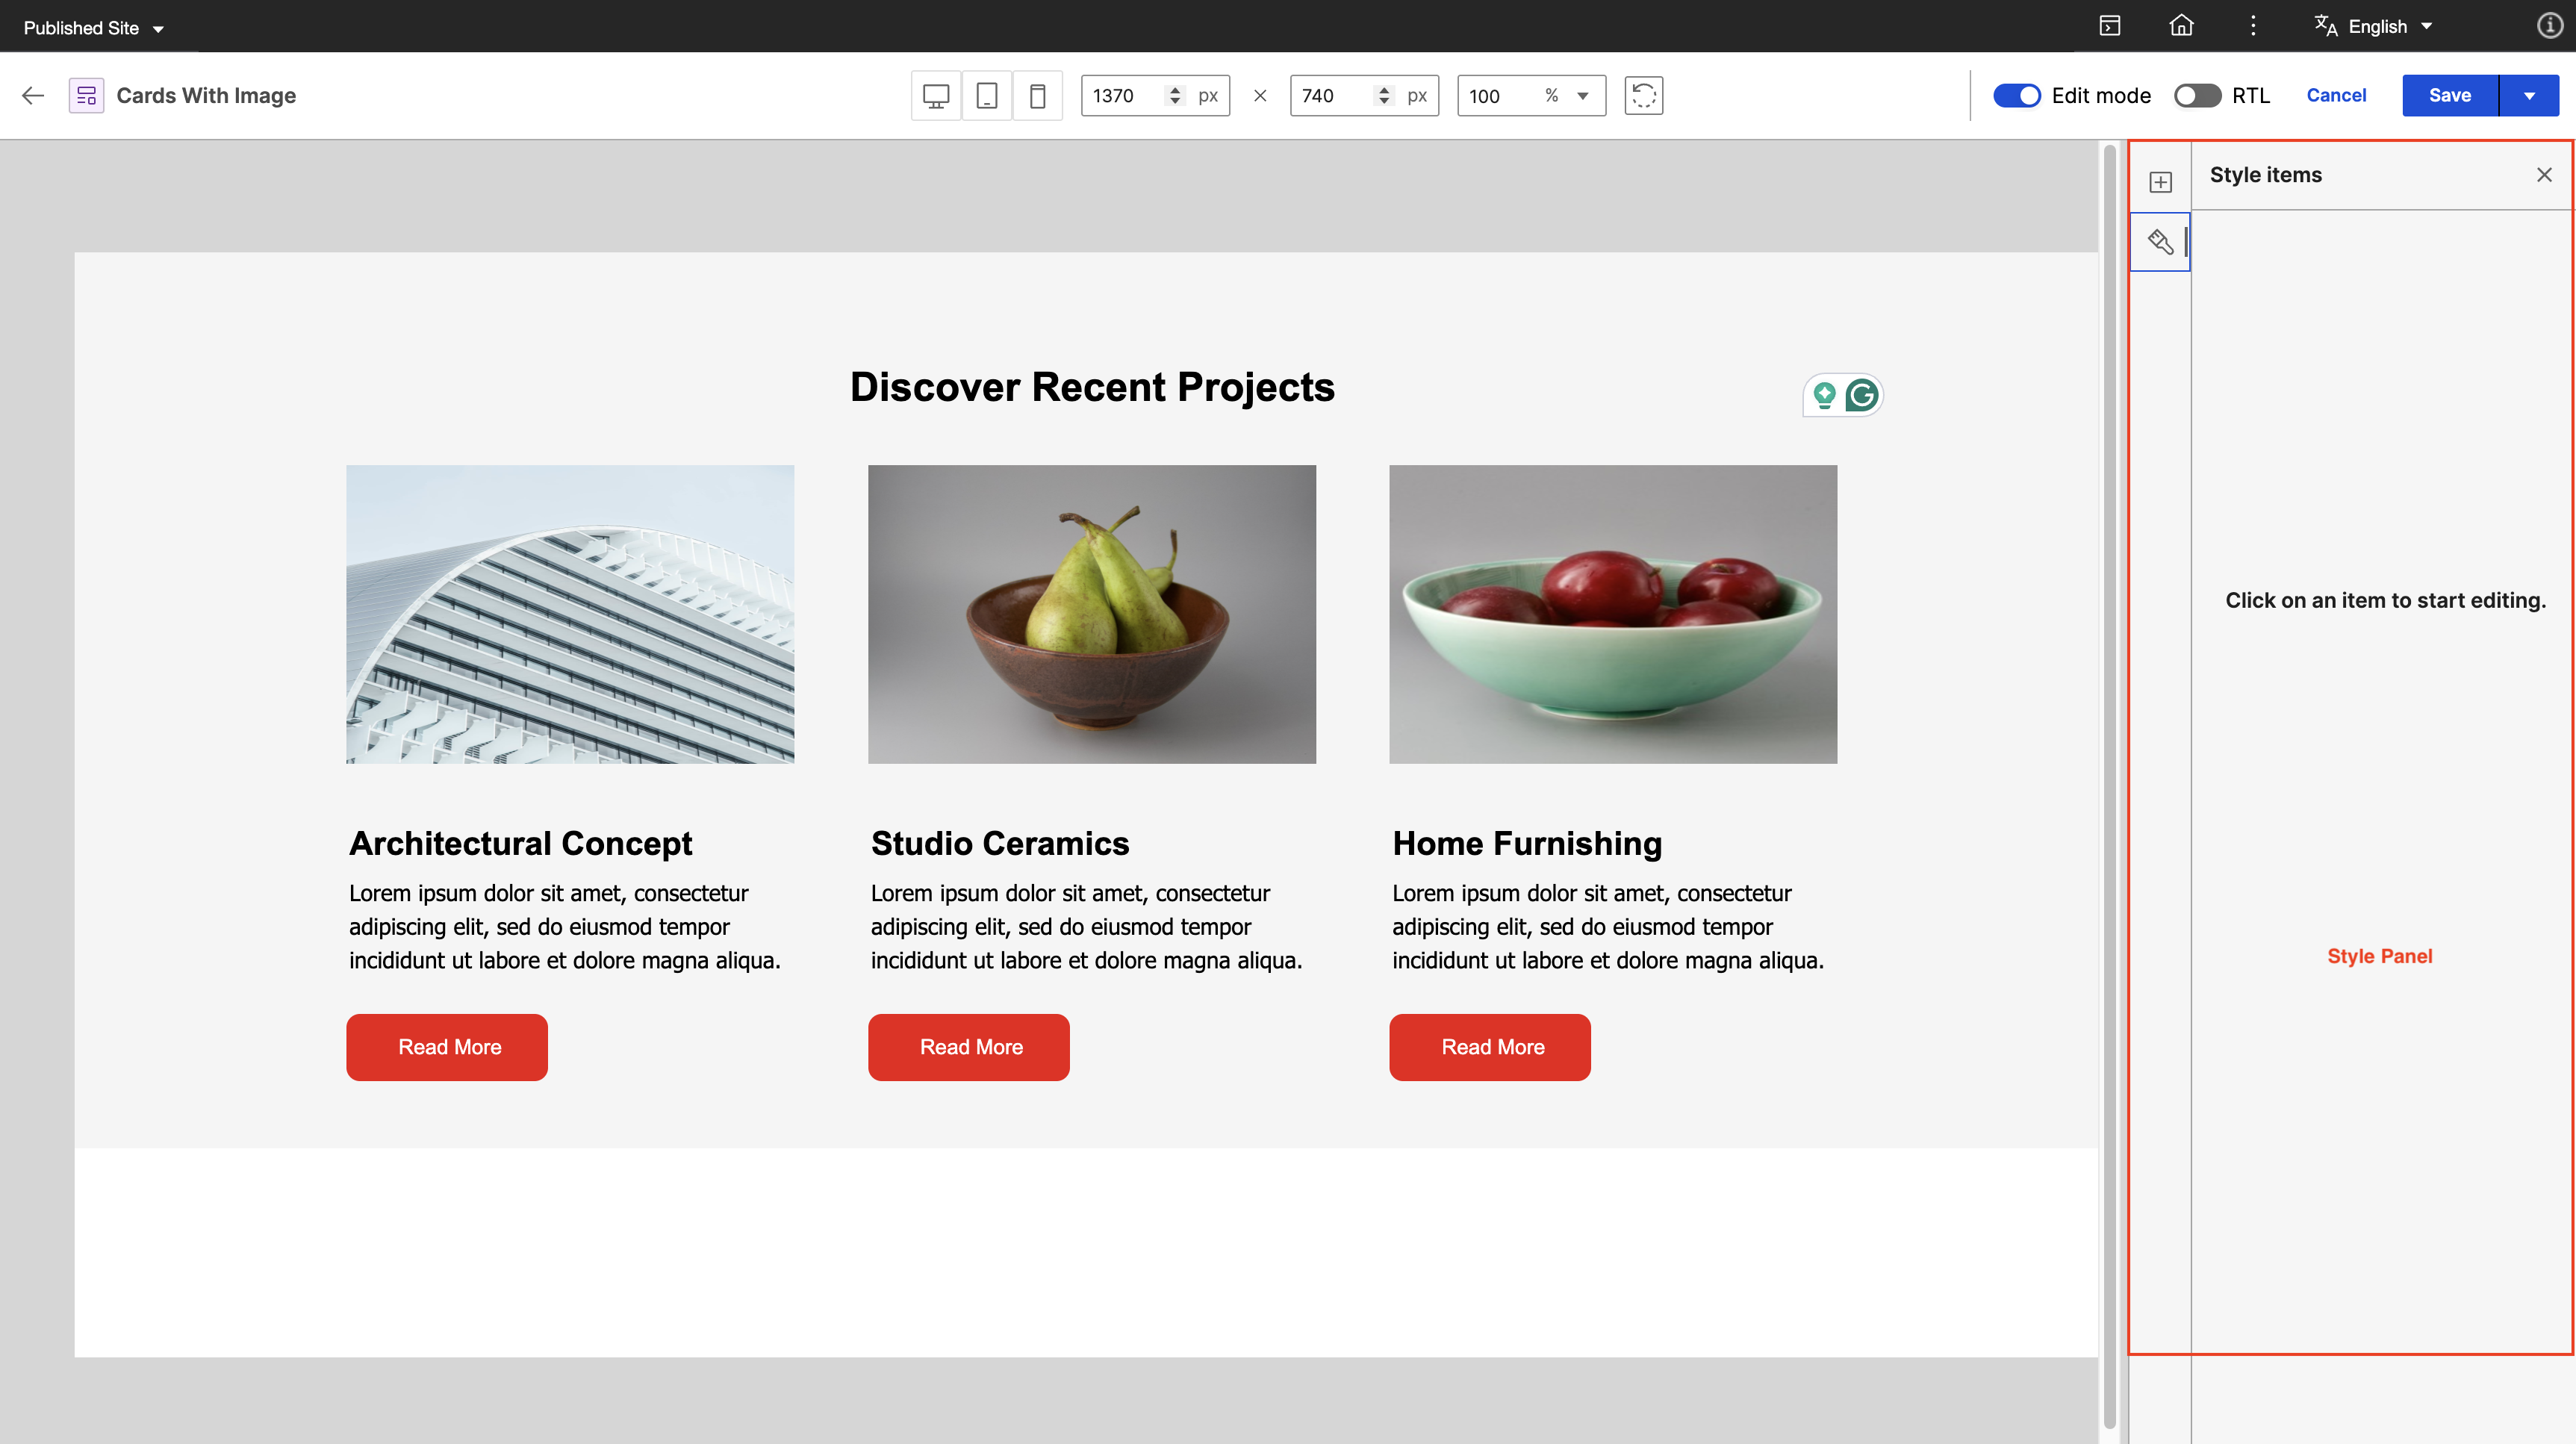 Published Site
English
Cards With Image
1370 px × 740 px 100 %
Edit mode RTL Cancel Save
Style items
Discover Recent Projects
Click on an item to start editing.
Architectural Concept
Lorem ipsum dolor sit amet, consectetur
adipiscing elit, sed do eiusmod tempor
incididunt ut labore et dolore magna aliqua.
Read More
Studio Ceramics
Lorem ipsum dolor sit amet, consectetur
adipiscing elit, sed do eiusmod tempor
incididunt ut labore et dolore magna aliqua.
Read More
Home Furnishing
Lorem ipsum dolor sit amet, consectetur
adipiscing elit, sed do eiusmod tempor
incididunt ut labore et dolore magna aliqua.
Read More
Style Panel